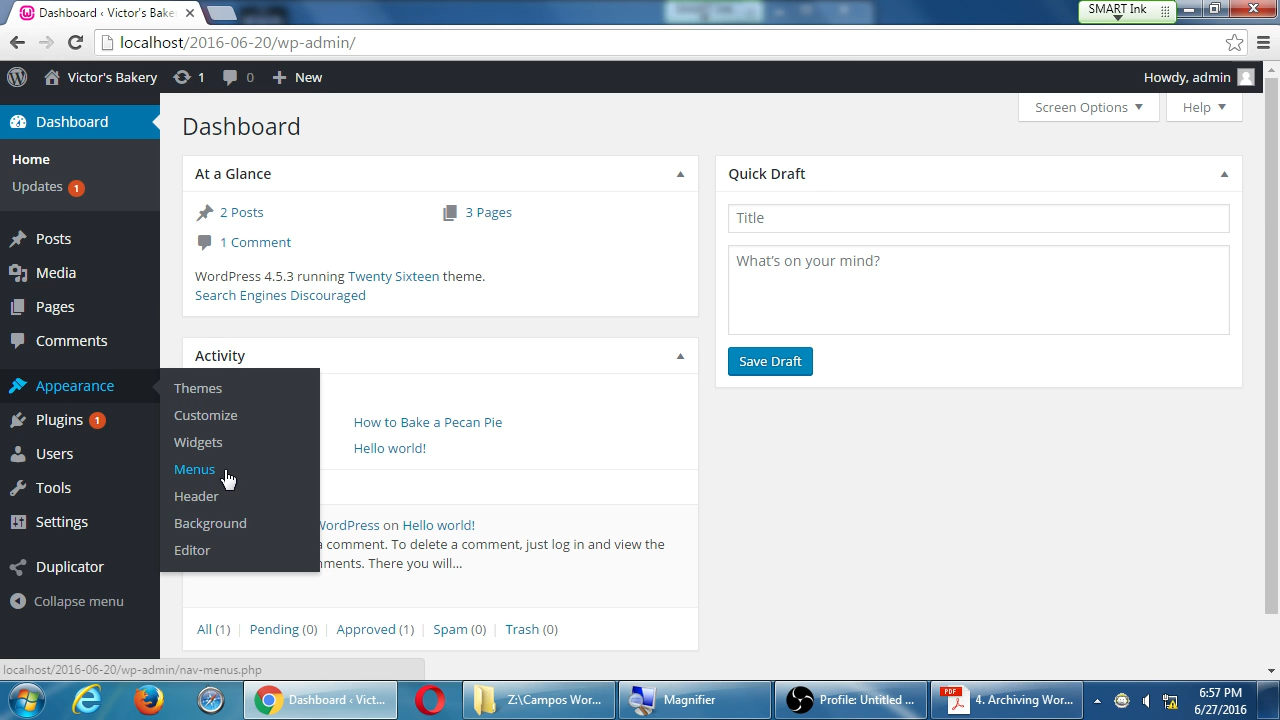 Dashboard ‹ Victor's Bake
SMART Ink
localhost/2016-06-20/wp-admin/
Victor's Bakery 1 0 New
Howdy, admin
Screen Options Help
Dashboard
Home
Updates 1
Posts
Media
Pages
Comments
Appearance
Plugins 1
Users
Tools
Settings
Duplicator
Collapse menu
Themes
Customize
Widgets
Menus
Header
Background
Editor
Dashboard
At a Glance
2 Posts
3 Pages
1 Comment
WordPress 4.5.3 running Twenty Sixteen theme.
Search Engines Discouraged
Activity
How to Bake a Pecan Pie
Hello world!
WordPress on Hello world!
a comment. To delete a comment, just log in and view the
ments. There you will...
All (1) | Pending (0) | Approved (1) | Spam (0) | Trash (0)
Quick Draft
Title
What's on your mind?
Save Draft
localhost/2016-06-20/wp-admin/nav-menus.php
Dashboard ‹ Vict...
Z:\Campos Wor...
Magnifier
Profile: Untitled ...
PDF
4. Archiving Wor...
6:57 PM
6/27/2016